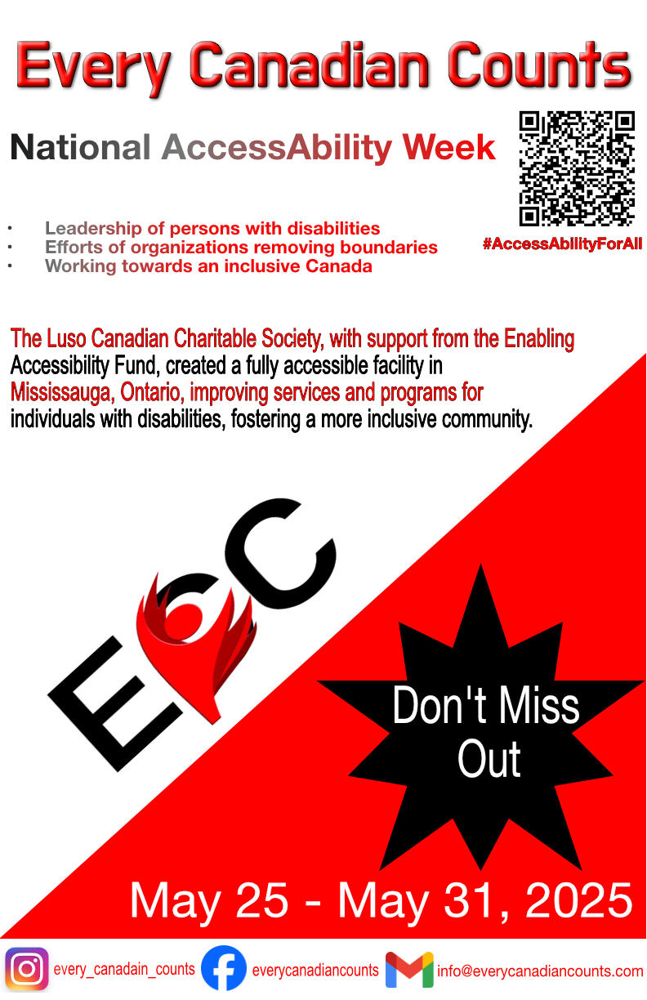 Every Canadian Counts
National AccessAbility Week
• Leadership of persons with disabilities
• Efforts of organizations removing boundaries
• Working towards an inclusive Canada
#AccessAbilityForAll
The Luso Canadian Charitable Society, with support from the Enabling
Accessibility Fund, created a fully accessible facility in
Mississauga, Ontario, improving services and programs for
individuals with disabilities, fostering a more inclusive community.
ECC
Don't Miss
Out
May 25 - May 31, 2025
every_canadain_counts
everycanadiancounts
info@everycanadiancounts.com